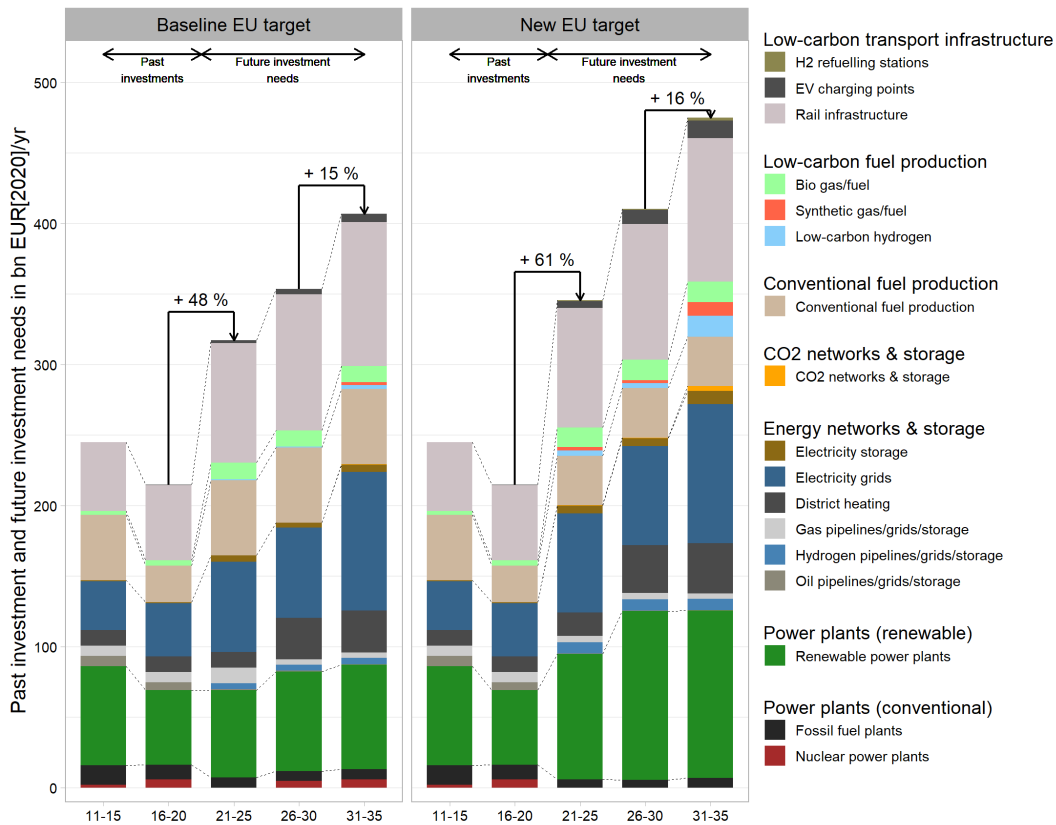 Baseline EU target
New EU target
Past
investments
Future investment
needs
Past
investments
Future investment
needs
+ 48 %
+ 15 %
+ 61 %
+ 16 %
Past investment and future investment needs in bn EUR[2020]/yr
500
400
300
200
100
0
11-15
16-20
21-25
26-30
31-35
11-15
16-20
21-25
26-30
31-35
Low-carbon transport infrastructure
H2 refuelling stations
EV charging points
Rail infrastructure
Low-carbon fuel production
Bio gas/fuel
Synthetic gas/fuel
Low-carbon hydrogen
Conventional fuel production
Conventional fuel production
CO2 networks & storage
CO2 networks & storage
Energy networks & storage
Electricity storage
Electricity grids
District heating
Gas pipelines/grids/storage
Hydrogen pipelines/grids/storage
Oil pipelines/grids/storage
Power plants (renewable)
Renewable power plants
Power plants (conventional)
Fossil fuel plants
Nuclear power plants